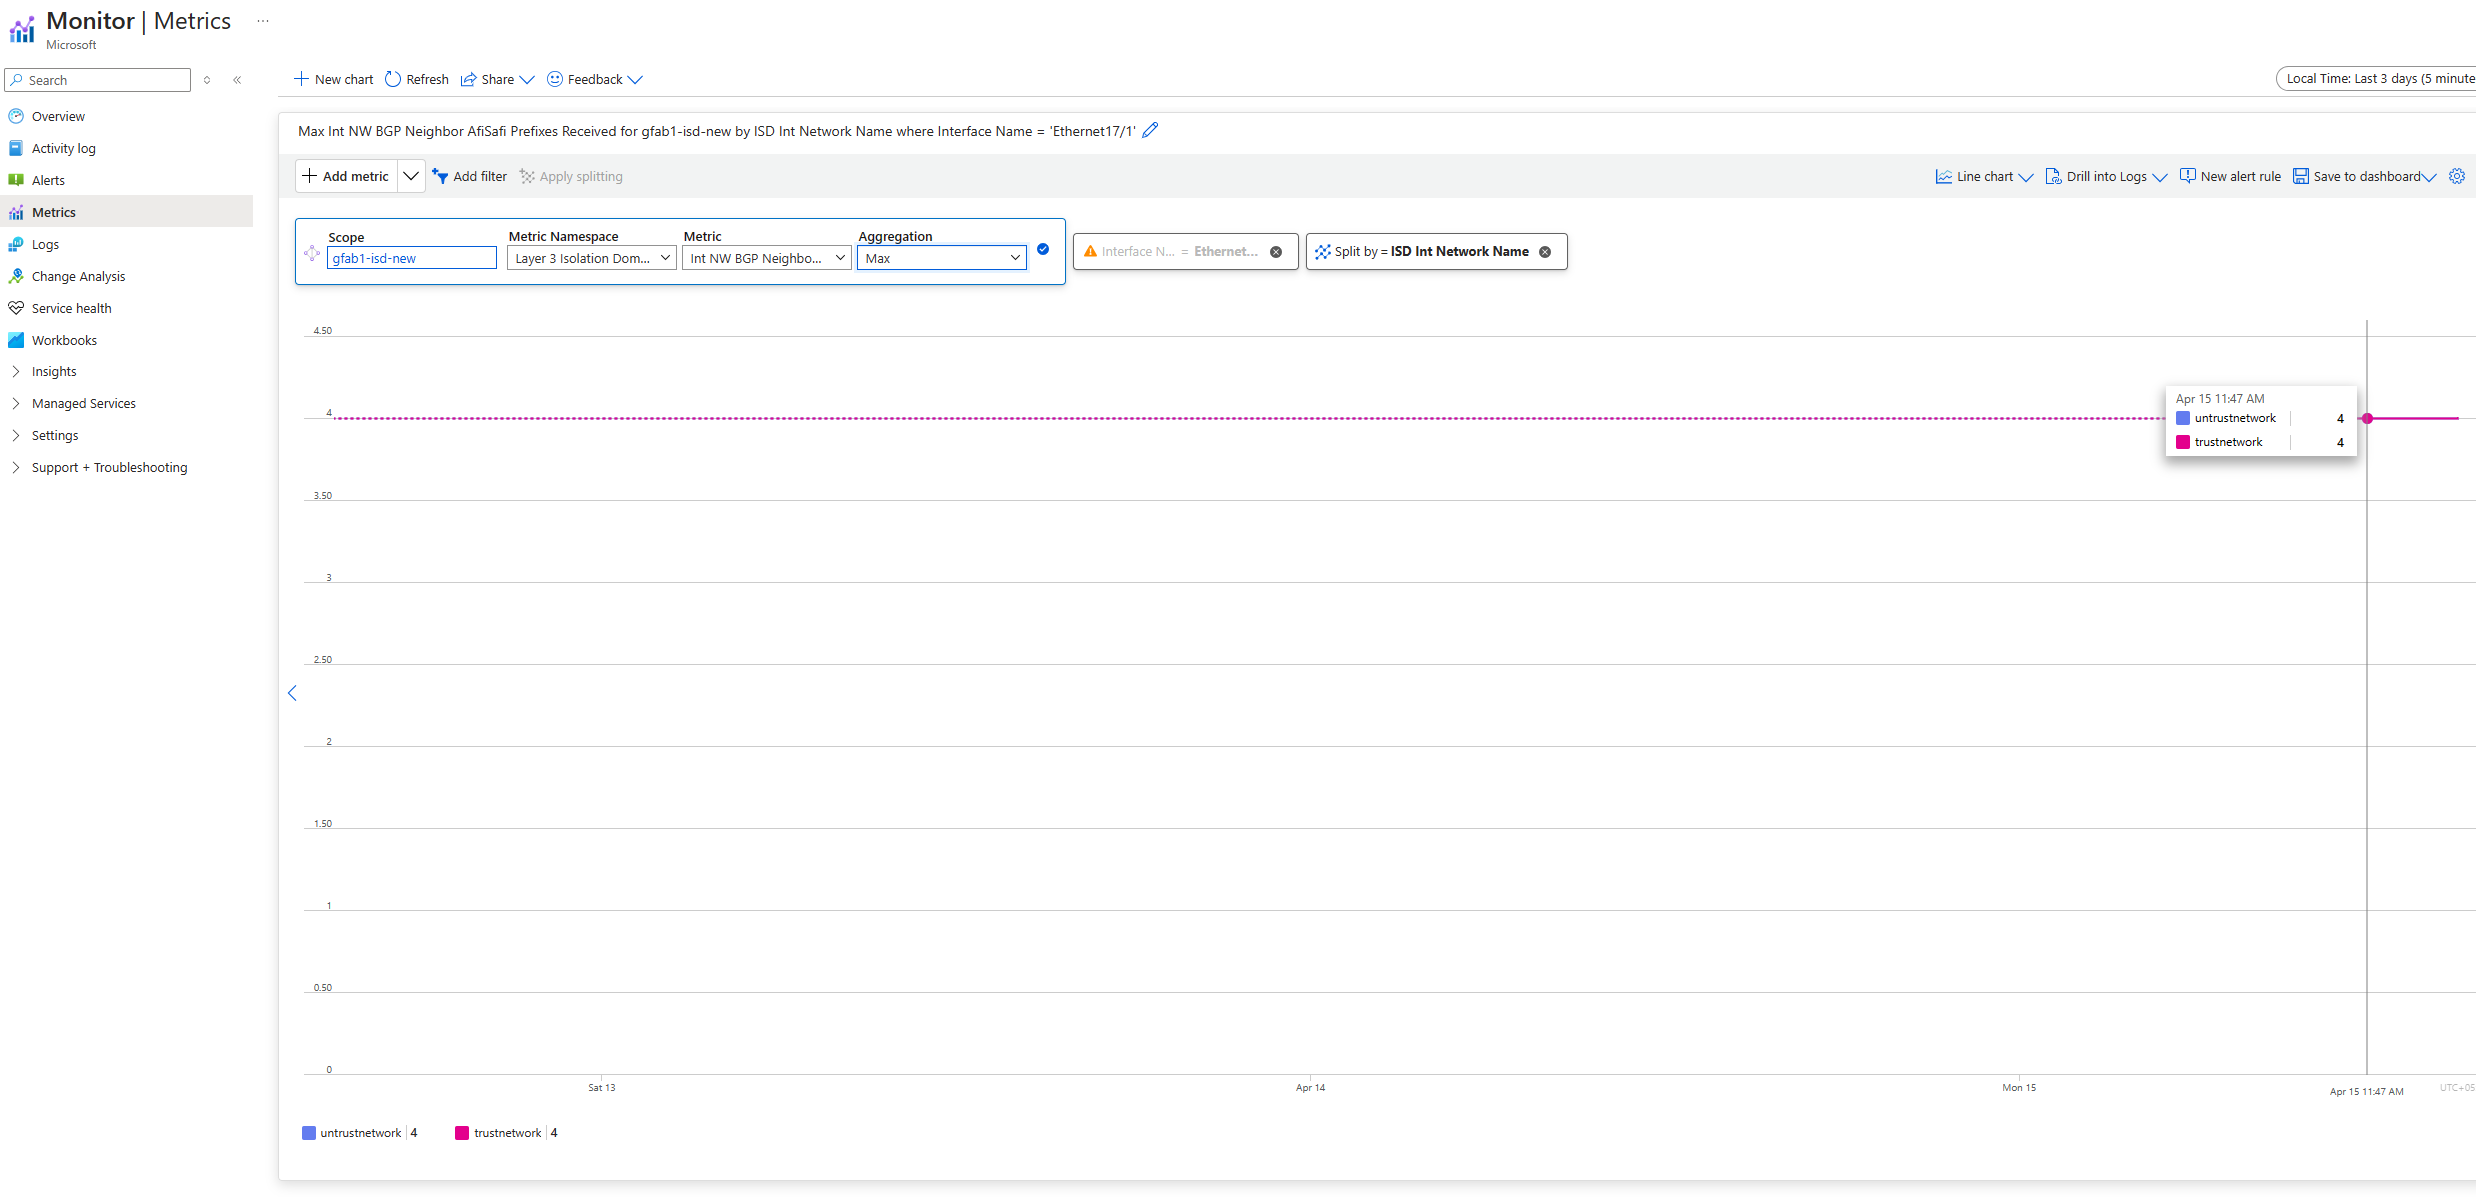 Monitor | Metrics ...
Microsoft
Search
Overview
Activity log
Alerts
Metrics
Logs
Change Analysis
Service health
Workbooks
Insights
Managed Services
Settings
Support + Troubleshooting
New chart Refresh Share Feedback
Local Time: Last 3 days (5 minute
Max Int NW BGP Neighbor AfiSafi Prefixes Received for gfab1-isd-new by ISD Int Network Name where Interface Name = 'Ethernet17/1'
Add metric Add filter Apply splitting
Line chart Drill into Logs New alert rule Save to dashboard
Scope Metric Namespace Metric Aggregation
gfab1-isd-new Layer 3 Isolation Dom... Int NW BGP Neighbo... Max
Interface N... = Ethernet...
Split by = ISD Int Network Name
4.50
4
3.50
3
2.50
2
1.50
1
0.50
0
Apr 15 11:47 AM
untrustnetwork 4
trustnetwork 4
Sat 13 Apr 14 Mon 15 Apr 15 11:47 AM UTC+05
untrustnetwork 4 trustnetwork 4